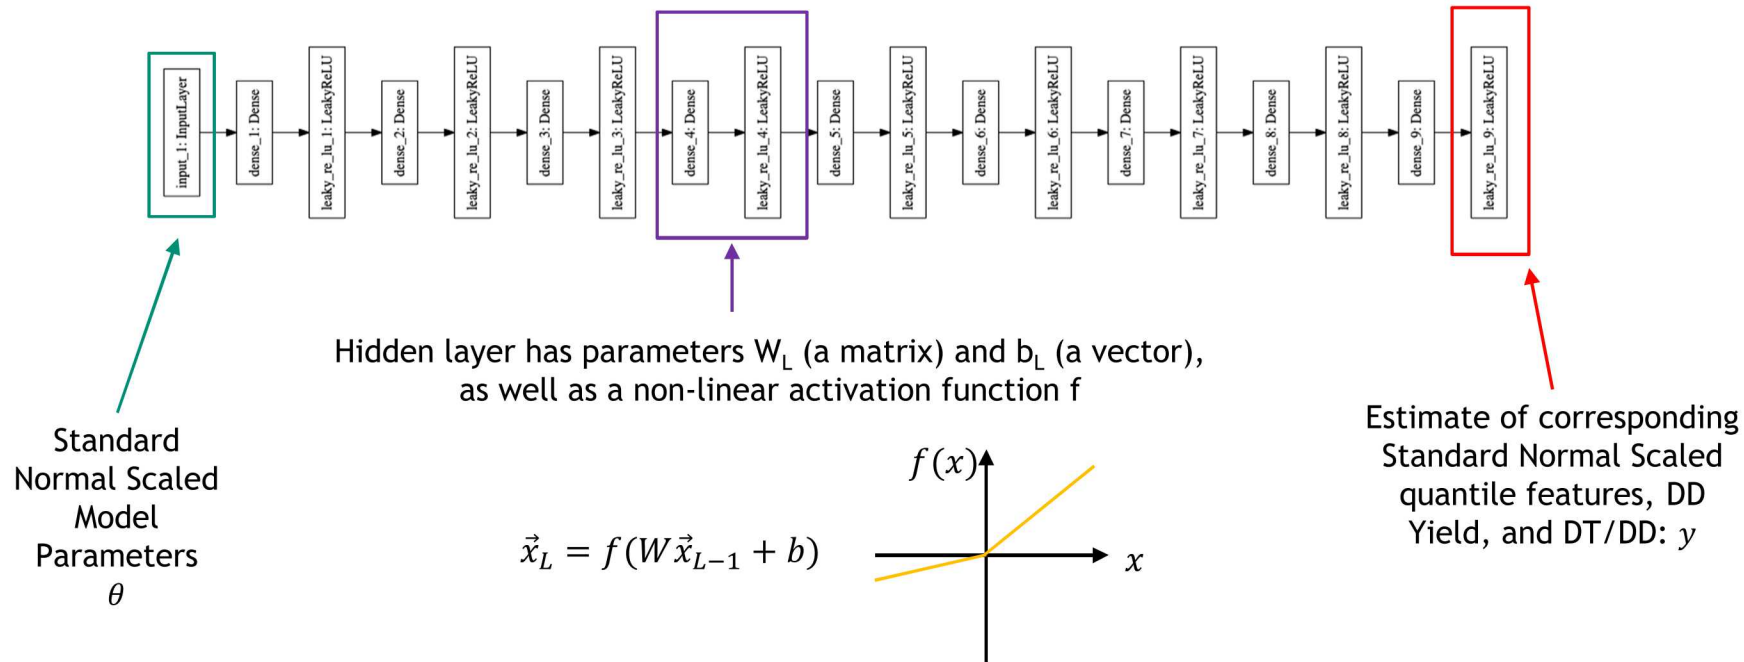 input_1: InputLayer
dense_1: Dense
leaky_re_lu_1: LeakyReLU
dense_2: Dense
leaky_re_lu_2: LeakyReLU
dense_3: Dense
leaky_re_lu_3: LeakyReLU
dense_4: Dense
leaky_re_lu_4: LeakyReLU
dense_5: Dense
leaky_re_lu_5: LeakyReLU
dense_6: Dense
leaky_re_lu_6: LeakyReLU
dense_7: Dense
leaky_re_lu_7: LeakyReLU
dense_8: Dense
leaky_re_lu_8: LeakyReLU
dense_9: Dense
leaky_re_lu_9: LeakyReLU
Hidden layer has parameters W_L (a matrix) and b_L (a vector),
as well as a non-linear activation function f
Standard
Normal Scaled
Model
Parameters
θ
x⃗_L = f(Wx⃗_{L−1} + b)
f(x)
x
Estimate of corresponding
Standard Normal Scaled
quantile features, DD
Yield, and DT/DD: y